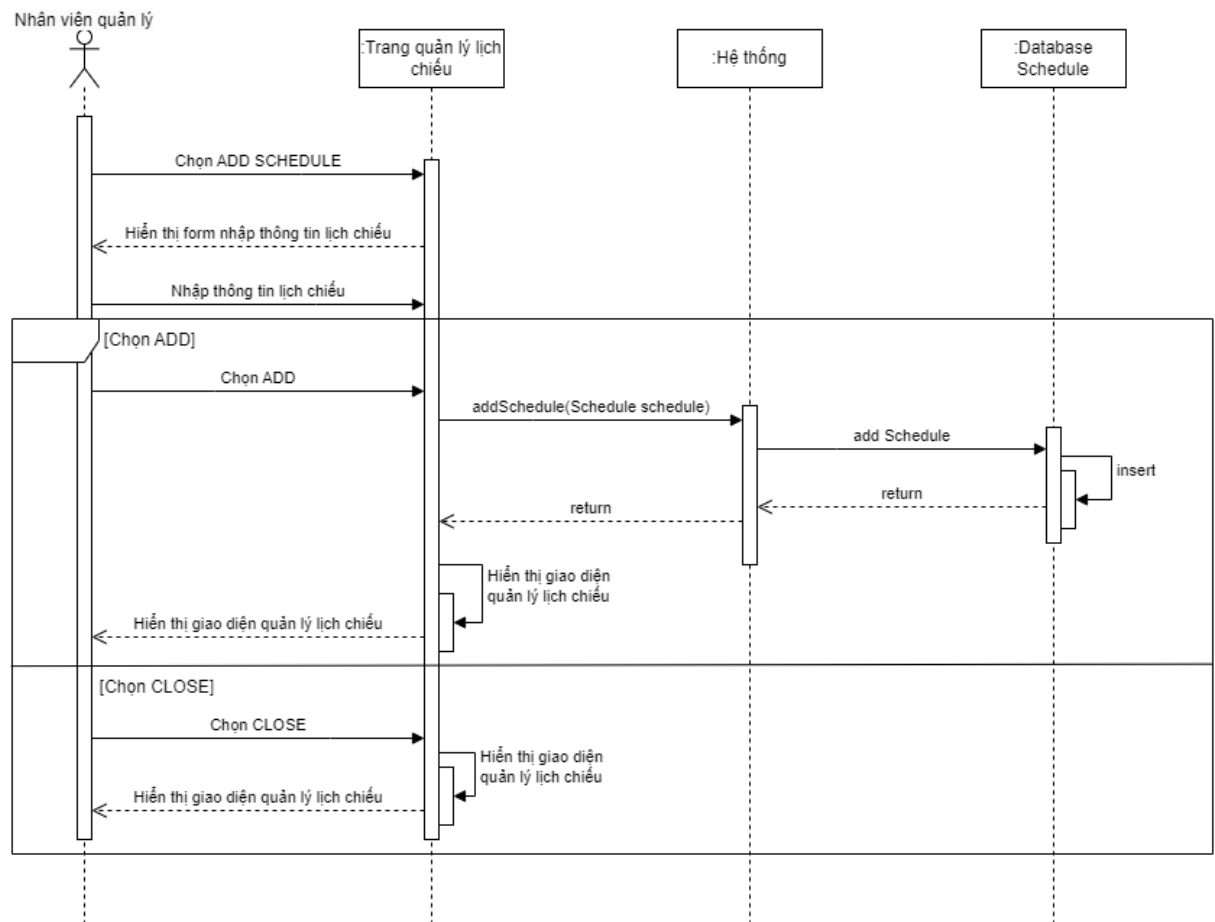 Nhân viên quản lý
:Trang quản lý lịch
chiếu
:Hệ thống
:Database
Schedule
Chọn ADD SCHEDULE
Hiển thị form nhập thông tin lịch chiếu
Nhập thông tin lịch chiếu
[Chọn ADD]
Chọn ADD
addSchedule(Schedule schedule)
add Schedule
insert
return
return
Hiển thị giao diện
quản lý lịch chiếu
Hiển thị giao diện quản lý lịch chiếu
[Chọn CLOSE]
Chọn CLOSE
Hiển thị giao diện
quản lý lịch chiếu
Hiển thị giao diện quản lý lịch chiếu